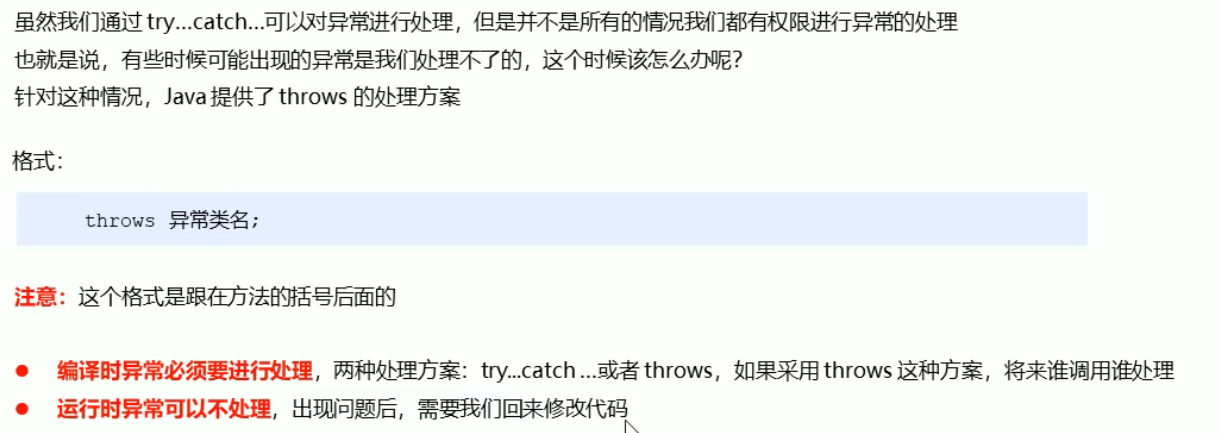 虽然我们通过 try...catch...可以对异常进行处理，但是并不是所有的情况我们都有权限进行异常的处理
也就是说，有些时候可能出现的异常是我们处理不了的，这个时候该怎么办呢？
针对这种情况，Java 提供了 throws 的处理方案
格式：
throws 异常类名;
注意：这个格式是跟在方法的括号后面的
● 编译时异常必须要进行处理，两种处理方案：try...catch ...或者 throws，如果采用 throws 这种方案，将来谁调用谁处理
● 运行时异常可以不处理，出现问题后，需要我们回来修改代码